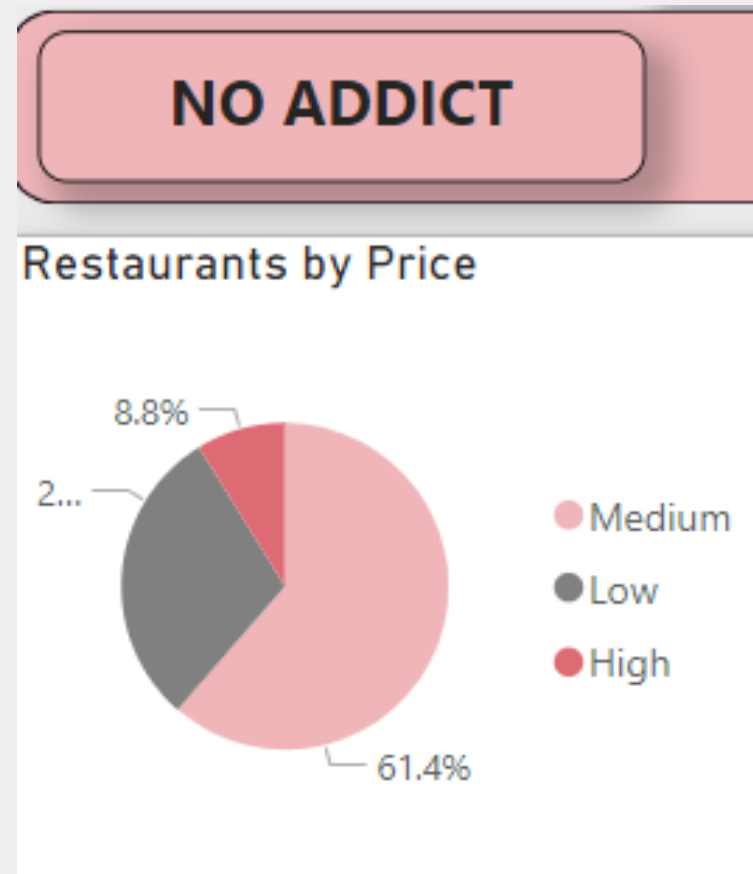 NO ADDICT
Restaurants by Price
8.8%
2...
Medium
Low
High
61.4%